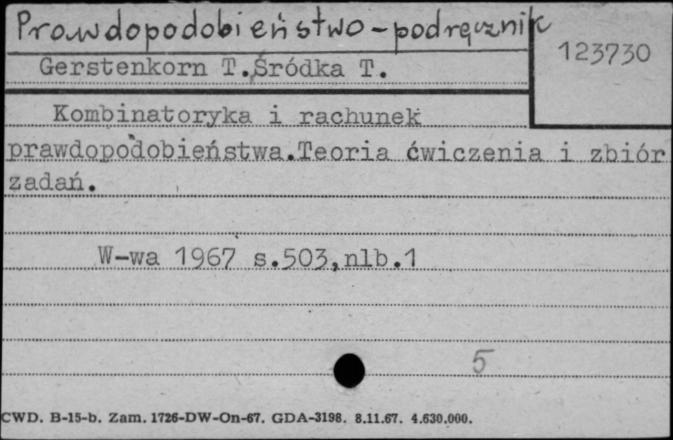 Prawdopodobieństwo - podręcznik
123730
Gerstenkorn T.,Śródka T.
Kombinatoryka i rachunek
prawdopodobieństwa.Teoria ćwiczenia i zbiór
zadań.
W-wa 1967 s.503,nlb.1
5
CWD. B-15-b. Zam. 1726-DW-On-67. GDA-3198. 8.11.67. 4.630.000.